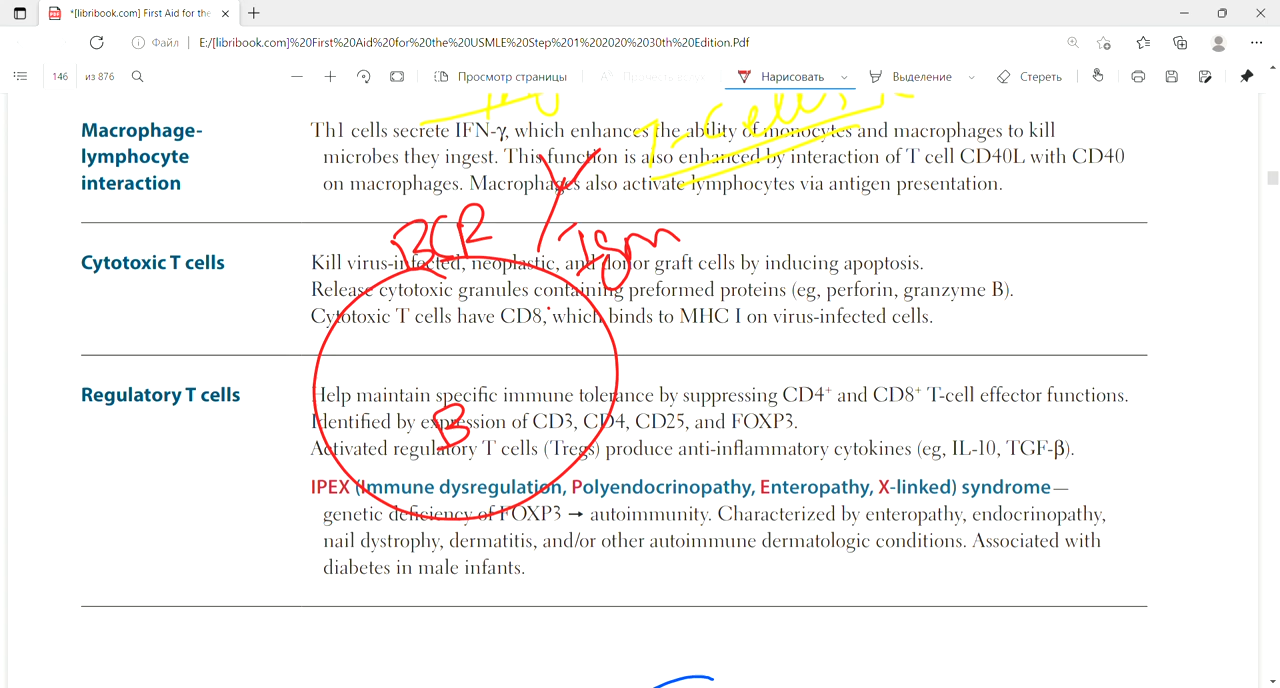 *[libribook.com] First Aid for the
Файл
E:/[libribook.com]%20First%20Aid%20for%20the%20USMLE%20Step%201%202020%2030th%20Edition.Pdf
146 из 876
Просмотр страницы
Прочесть вслух
Нарисовать
Выделение
Стереть
T-cells
Macrophage-
lymphocyte
interaction
Th1 cells secrete IFN-γ, which enhances the ability of monocytes and macrophages to kill
microbes they ingest. This function is also enhanced by interaction of T cell CD40L with CD40
on macrophages. Macrophages also activate lymphocytes via antigen presentation.
BCR
Igm
Cytotoxic T cells
Kill virus-infected, neoplastic, and donor graft cells by inducing apoptosis.
Release cytotoxic granules containing preformed proteins (eg, perforin, granzyme B).
Cytotoxic T cells have CD8, which binds to MHC I on virus-infected cells.
Regulatory T cells
Help maintain specific immune tolerance by suppressing CD4+ and CD8+ T-cell effector functions.
Identified by expression of CD3, CD4, CD25, and FOXP3.
B
Activated regulatory T cells (Tregs) produce anti-inflammatory cytokines (eg, IL-10, TGF-β).
IPEX (Immune dysregulation, Polyendocrinopathy, Enteropathy, X-linked) syndrome—
genetic deficiency of FOXP3 → autoimmunity. Characterized by enteropathy, endocrinopathy,
nail dystrophy, dermatitis, and/or other autoimmune dermatologic conditions. Associated with
diabetes in male infants.